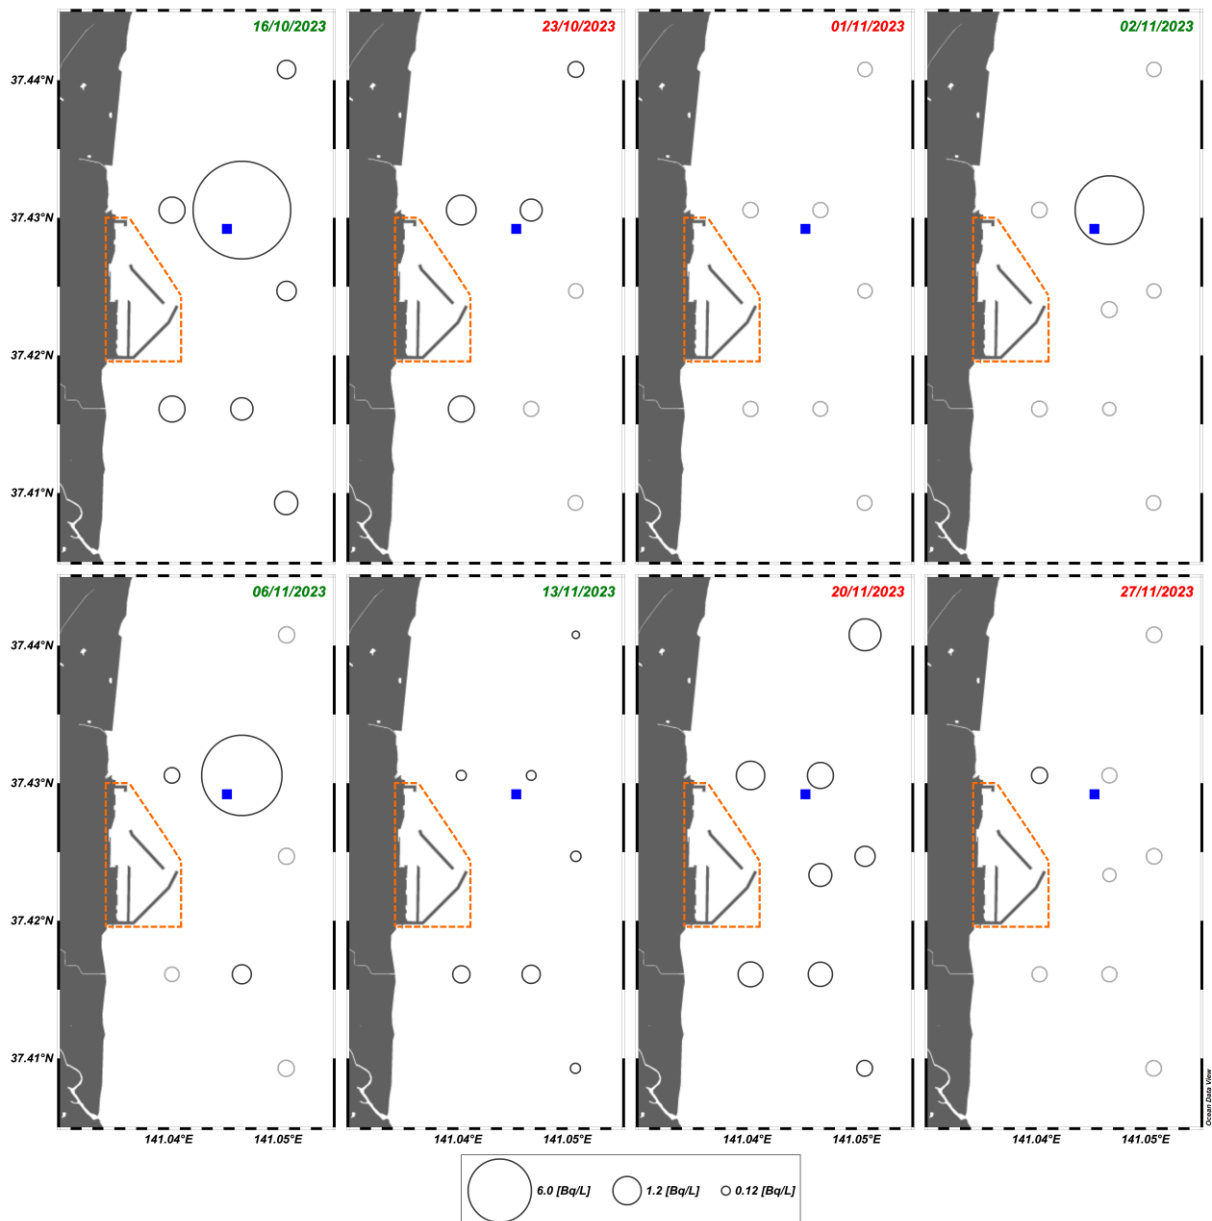 16/10/2023 23/10/2023 01/11/2023 02/11/2023
37.44°N
37.43°N
37.42°N
37.41°N
06/11/2023 13/11/2023 20/11/2023 27/11/2023
37.44°N
37.43°N
37.42°N
37.41°N
141.04°E 141.05°E 141.04°E 141.05°E 141.04°E 141.05°E 141.04°E 141.05°E
Ocean Data View
6.0 [Bq/L] 1.2 [Bq/L] 0.12 [Bq/L]